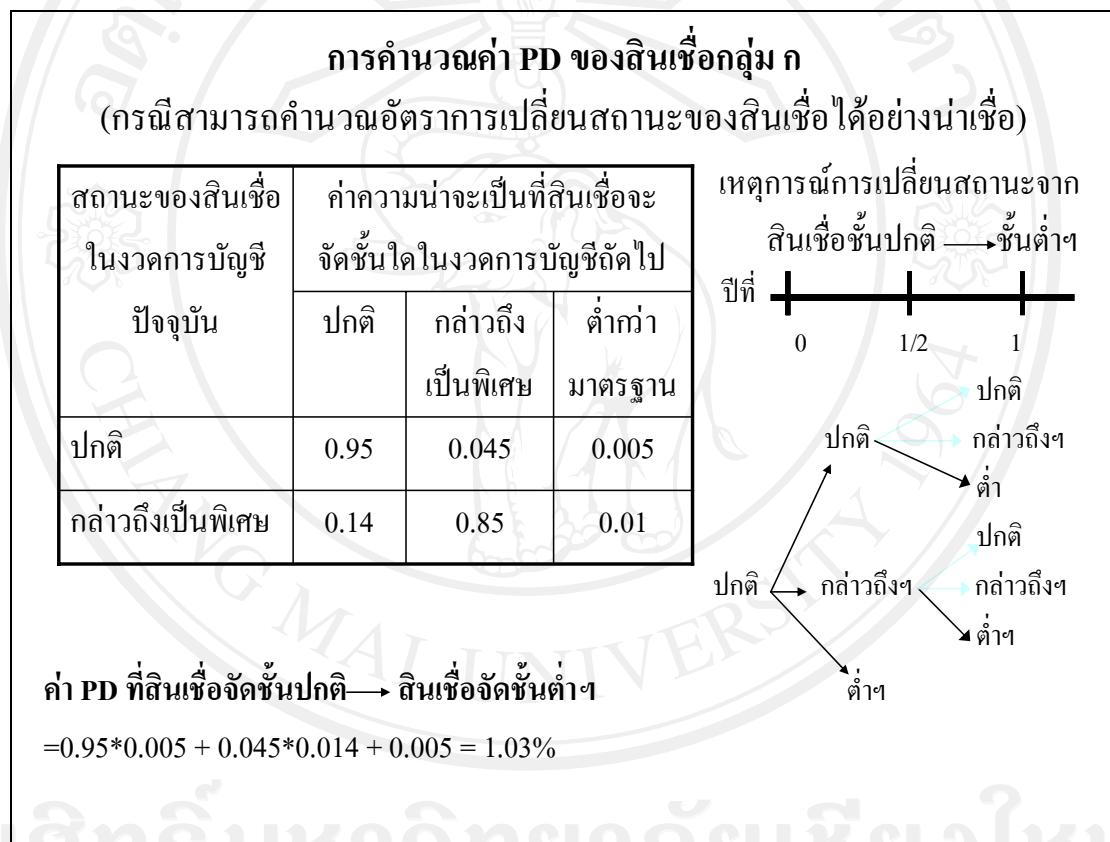 การคำนวณค่า PD ของสินเชื่อกลุ่ม ก
(กรณีสามารถคำนวณอัตราการเปลี่ยนสถานะของสินเชื่อได้อย่างน่าเชื่อ)
สถานะของสินเชื่อ
ในงวดการบัญชี
ปัจจุบัน
ค่าความน่าจะเป็นที่สินเชื่อจะ
จัดชั้นใดในงวดการบัญชีถัดไป
ปกติ
กล่าวถึง
เป็นพิเศษ
ต่ำกว่า
มาตรฐาน
ปกติ 0.95 0.045 0.005
กล่าวถึงเป็นพิเศษ 0.14 0.85 0.01
เหตุการณ์การเปลี่ยนสถานะจาก
สินเชื่อชั้นปกติ → ชั้นต่ำฯ
ปีที่
0 1/2 1
ปกติ
ปกติ กล่าวถึงฯ
ต่ำ
ปกติ
ปกติ กล่าวถึงฯ กล่าวถึงฯ
ต่ำฯ
ต่ำฯ
ค่า PD ที่สินเชื่อจัดชั้นปกติ → สินเชื่อจัดชั้นต่ำฯ
=0.95*0.005 + 0.045*0.014 + 0.005 = 1.03%
CHIANG MAI UNIVERSITY 1964